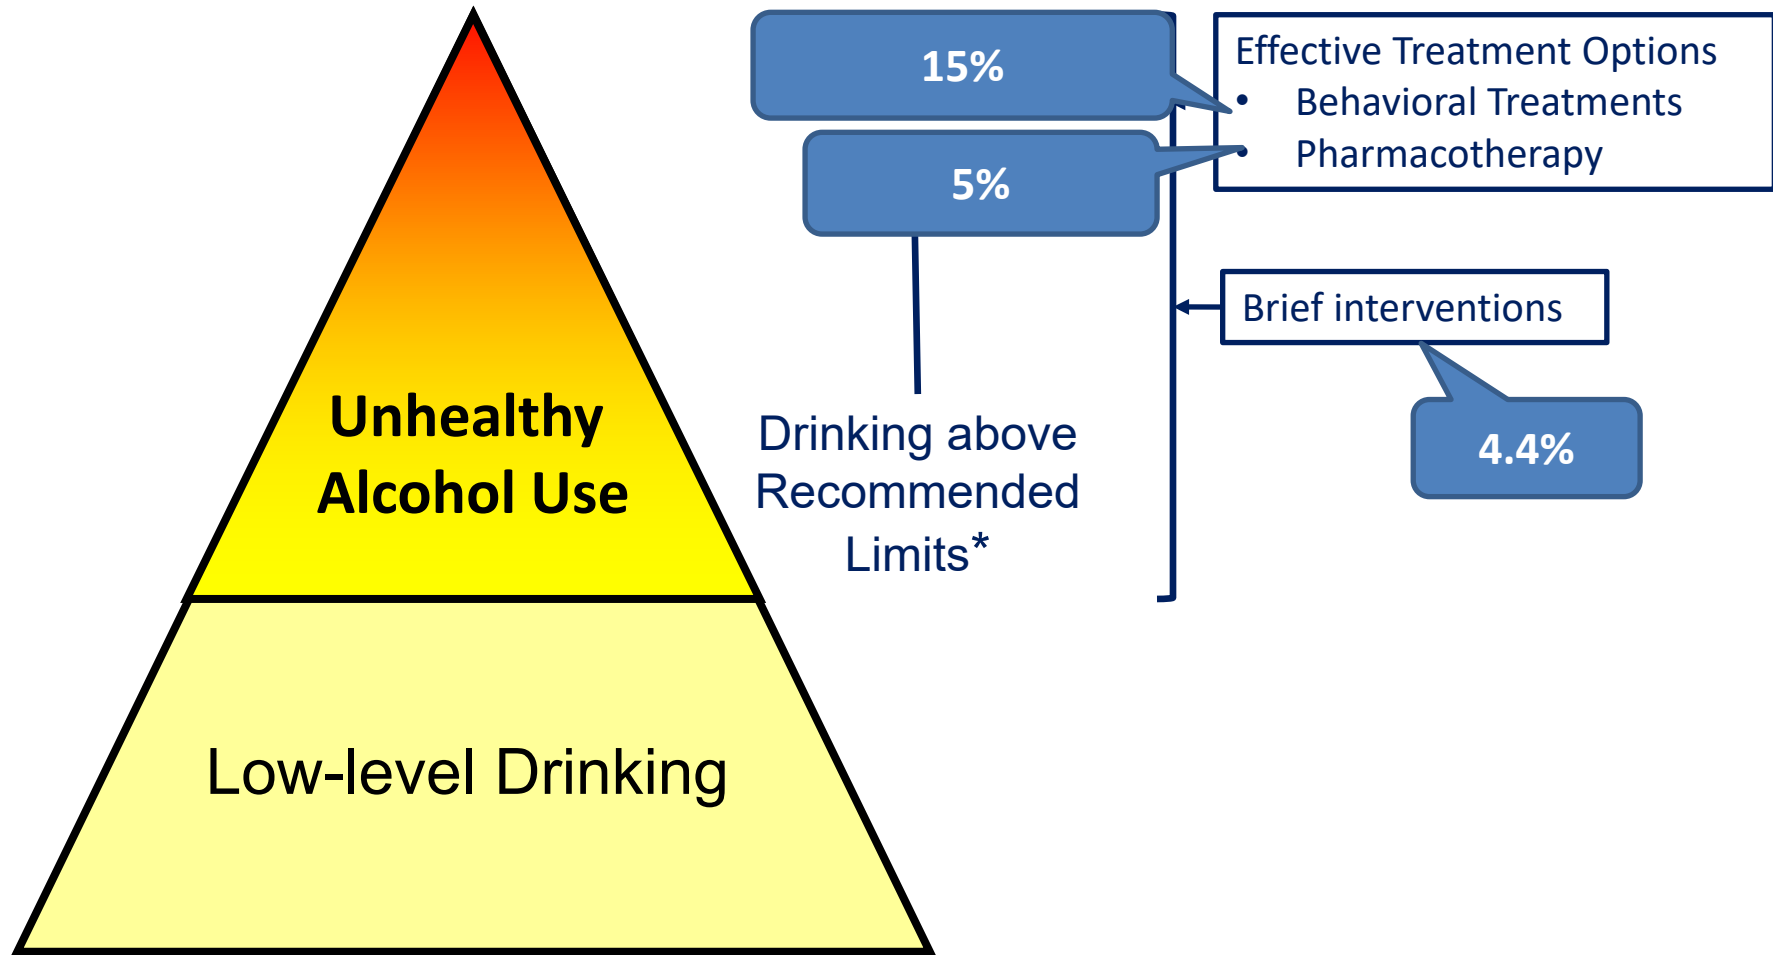 15%
5%
Effective Treatment Options
• Behavioral Treatments
• Pharmacotherapy
Brief interventions
4.4%
Unhealthy
Alcohol Use
Drinking above
Recommended
Limits*
Low-level Drinking